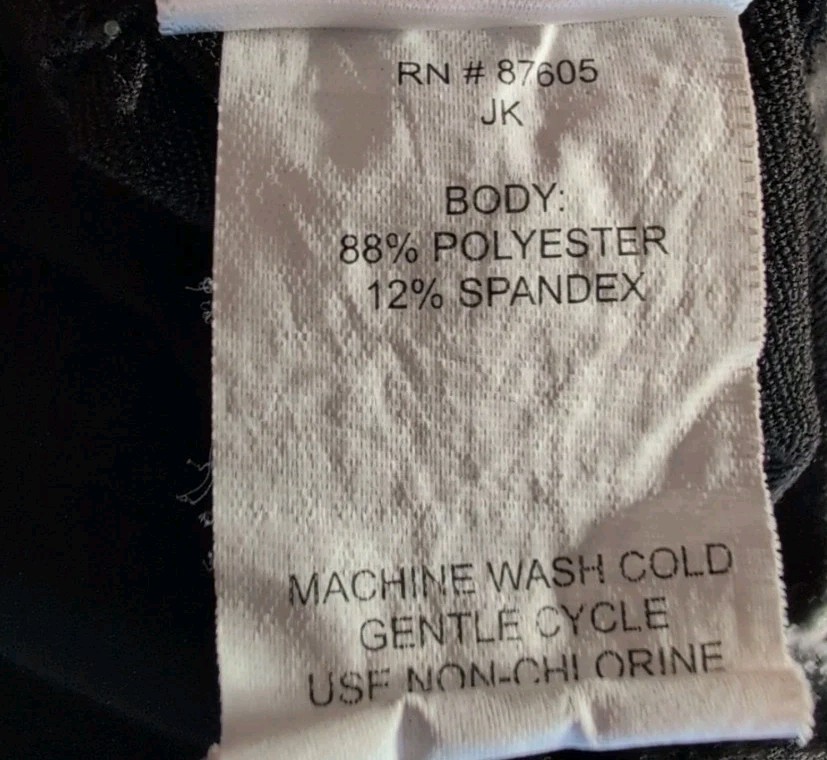 RN # 87605
JK
BODY:
88% POLYESTER
12% SPANDEX
MACHINE WASH COLD
GENTLE CYCLE
USE NON-CHLORINE